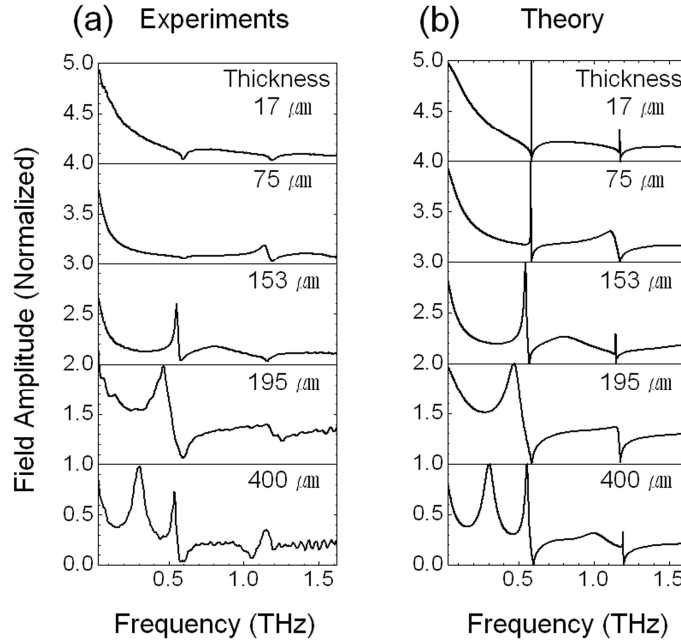 (a) Experiments
(b) Theory
Field Amplitude (Normalized)
5.0
4.0
3.0
2.0
1.0
0.0
4.5
3.5
2.5
1.5
0.5
Thickness
17 μm
75 μm
153 μm
195 μm
400 μm
0.5 1.0 1.5
Frequency (THz)
5.0
4.0
3.0
2.0
1.0
0.0
4.5
3.5
2.5
1.5
0.5
Thickness
17 μm
75 μm
153 μm
195 μm
400 μm
0.5 1.0 1.5
Frequency (THz)